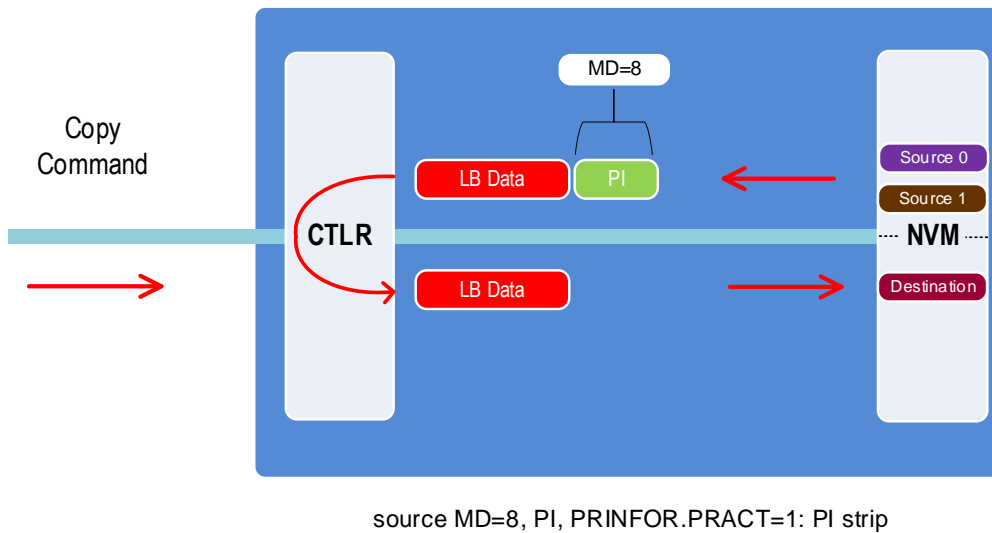 MD=8
Copy
Command
LB Data
PI
Source 0
Source 1
CTLR
NVM
LB Data
Destination
source MD=8, PI, PRINFOR.PRACT=1: PI strip